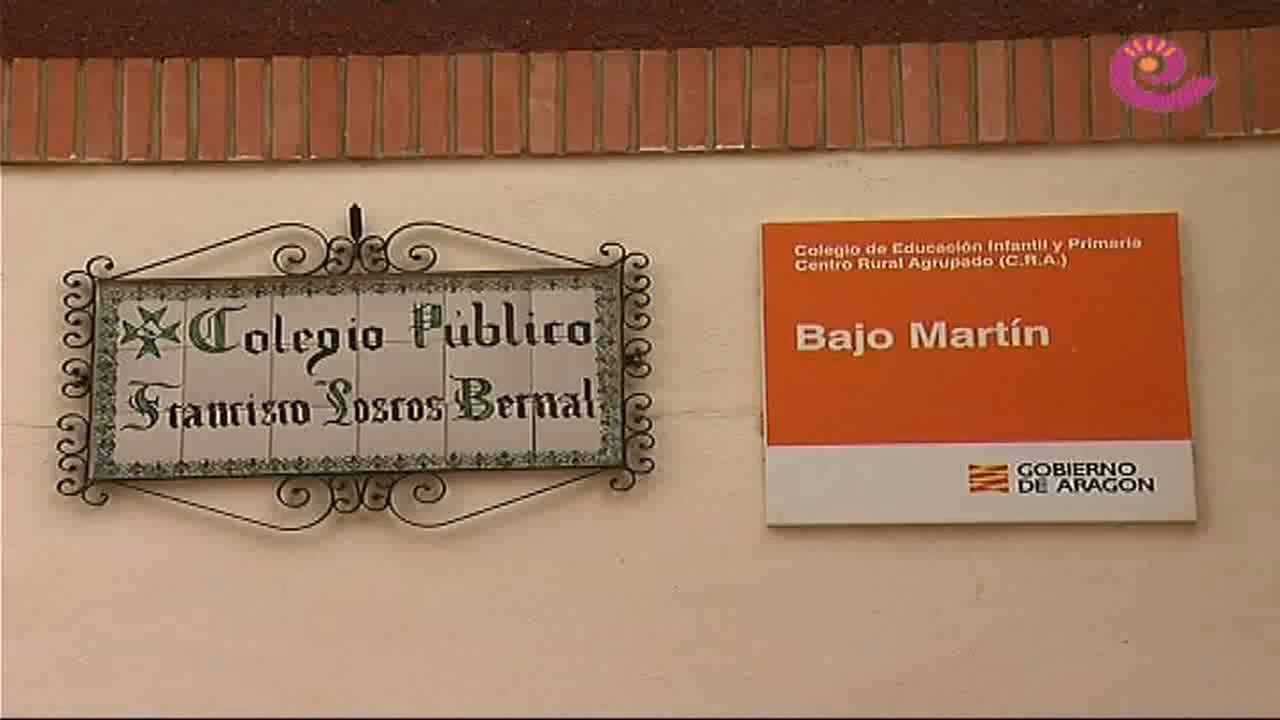 Colegio Público
Francisco Loscos Bernal
Colegio de Educación Infantil y Primaria
Centro Rural Agrupado (C.R.A.)
Bajo Martín
GOBIERNO
DE ARAGON